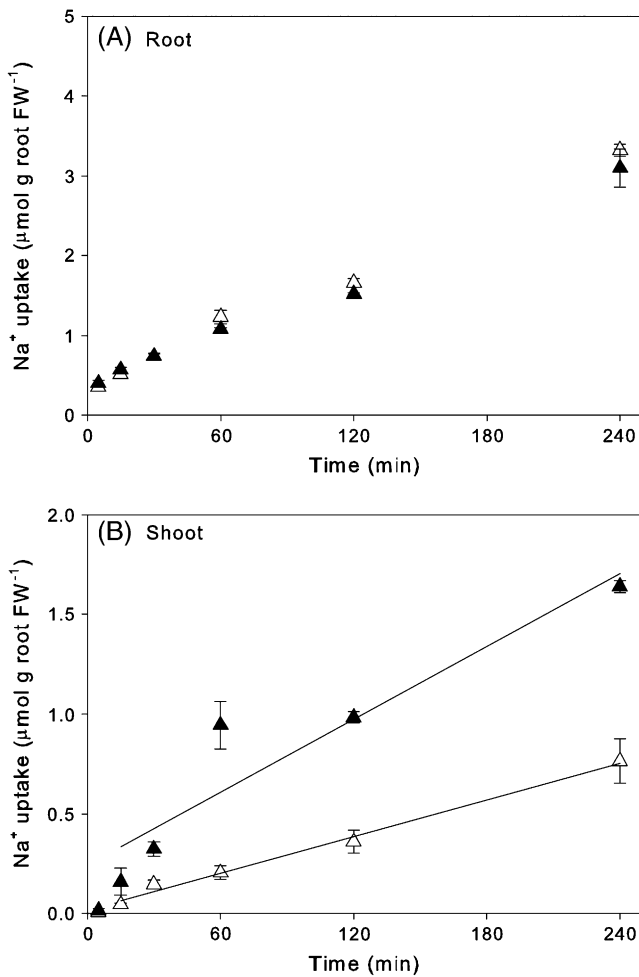 (A) Root
Na⁺ uptake (μmol g root FW⁻¹)
5
4
3
2
1
0
0 60 120 180 240
Time (min)
(B) Shoot
Na⁺ uptake (μmol g root FW⁻¹)
2.0
1.5
1.0
0.5
0.0
0 60 120 180 240
Time (min)